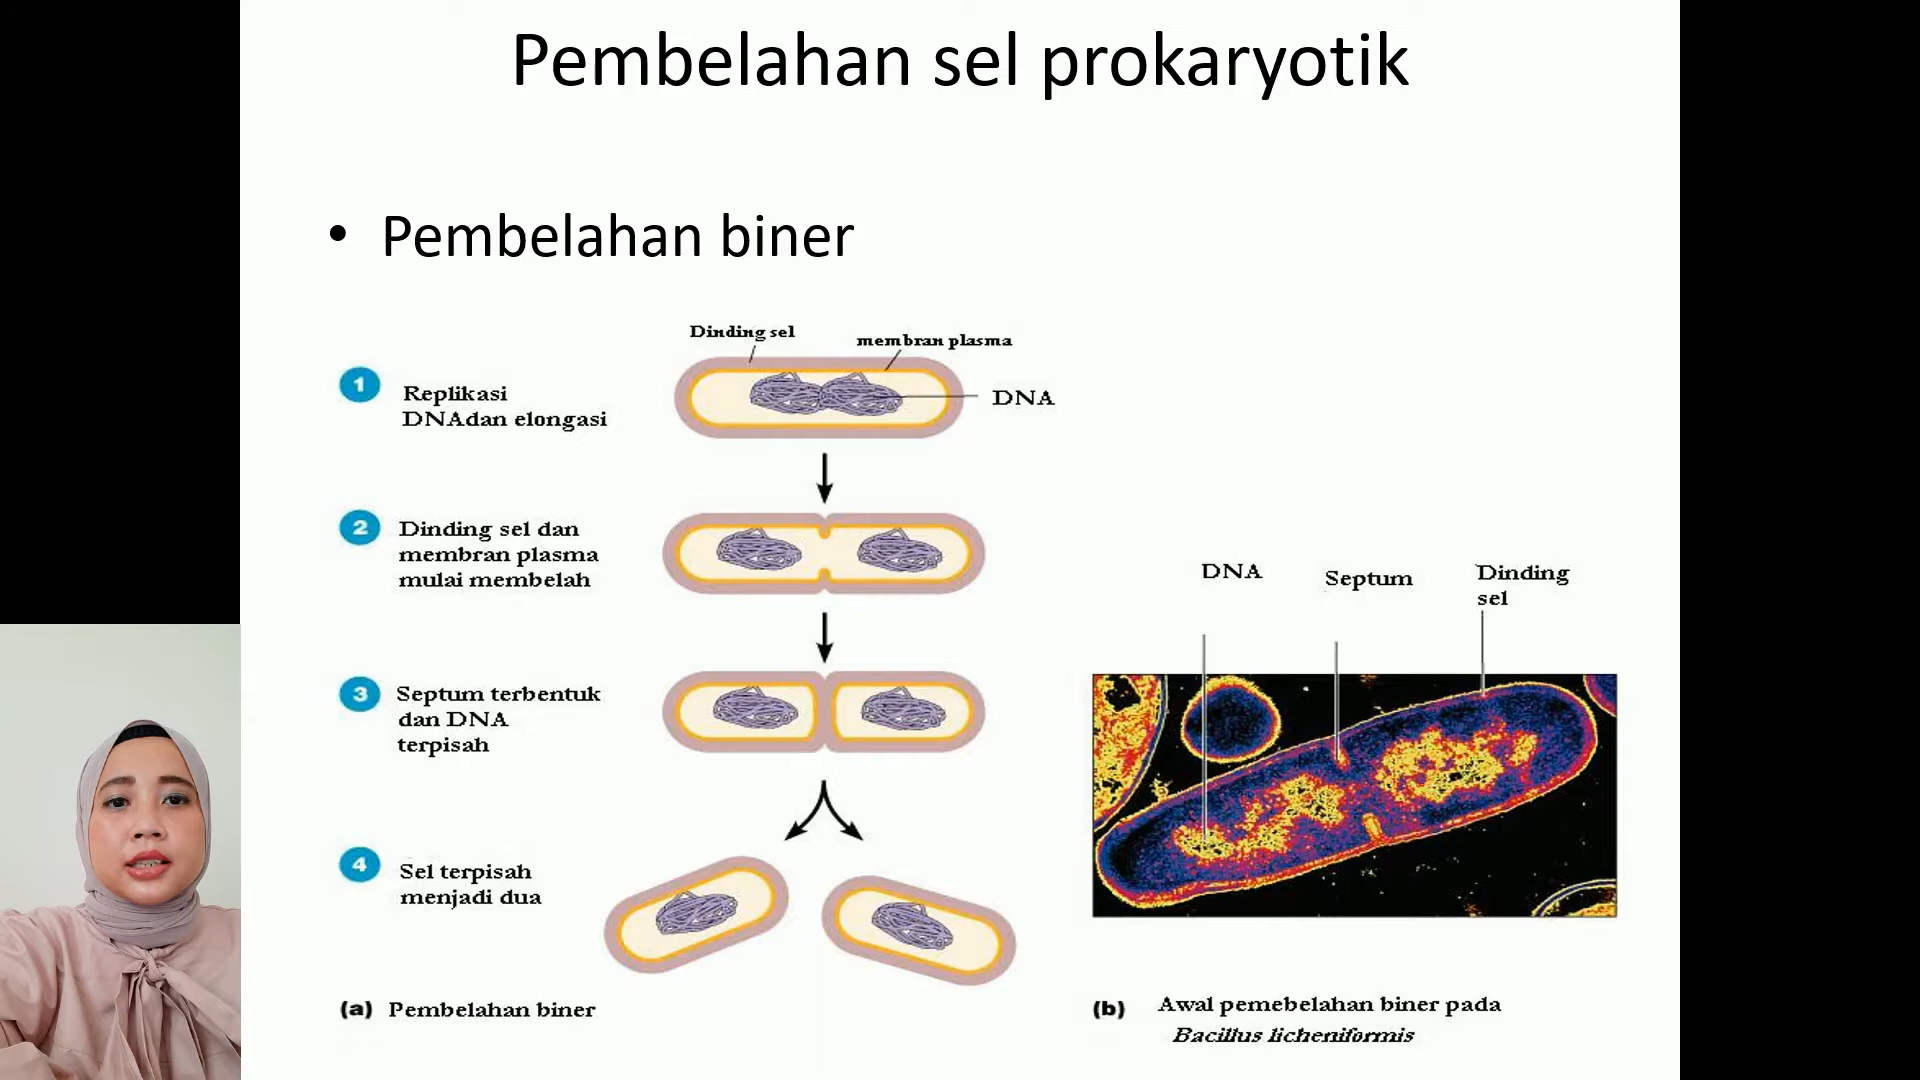 Pembelahan sel prokaryotik
• Pembelahan biner
Dinding sel
membran plasma
DNA
1
Replikasi
DNAdan elongasi
2
Dinding sel dan
membran plasma
mulai membelah
3
Septum terbentuk
dan DNA
terpisah
4
Sel terpisah
menjadi dua
(a) Pembelahan biner
DNA
Septum
Dinding
sel
(b) Awal pemebelahan biner pada
Bacillus licheniformis